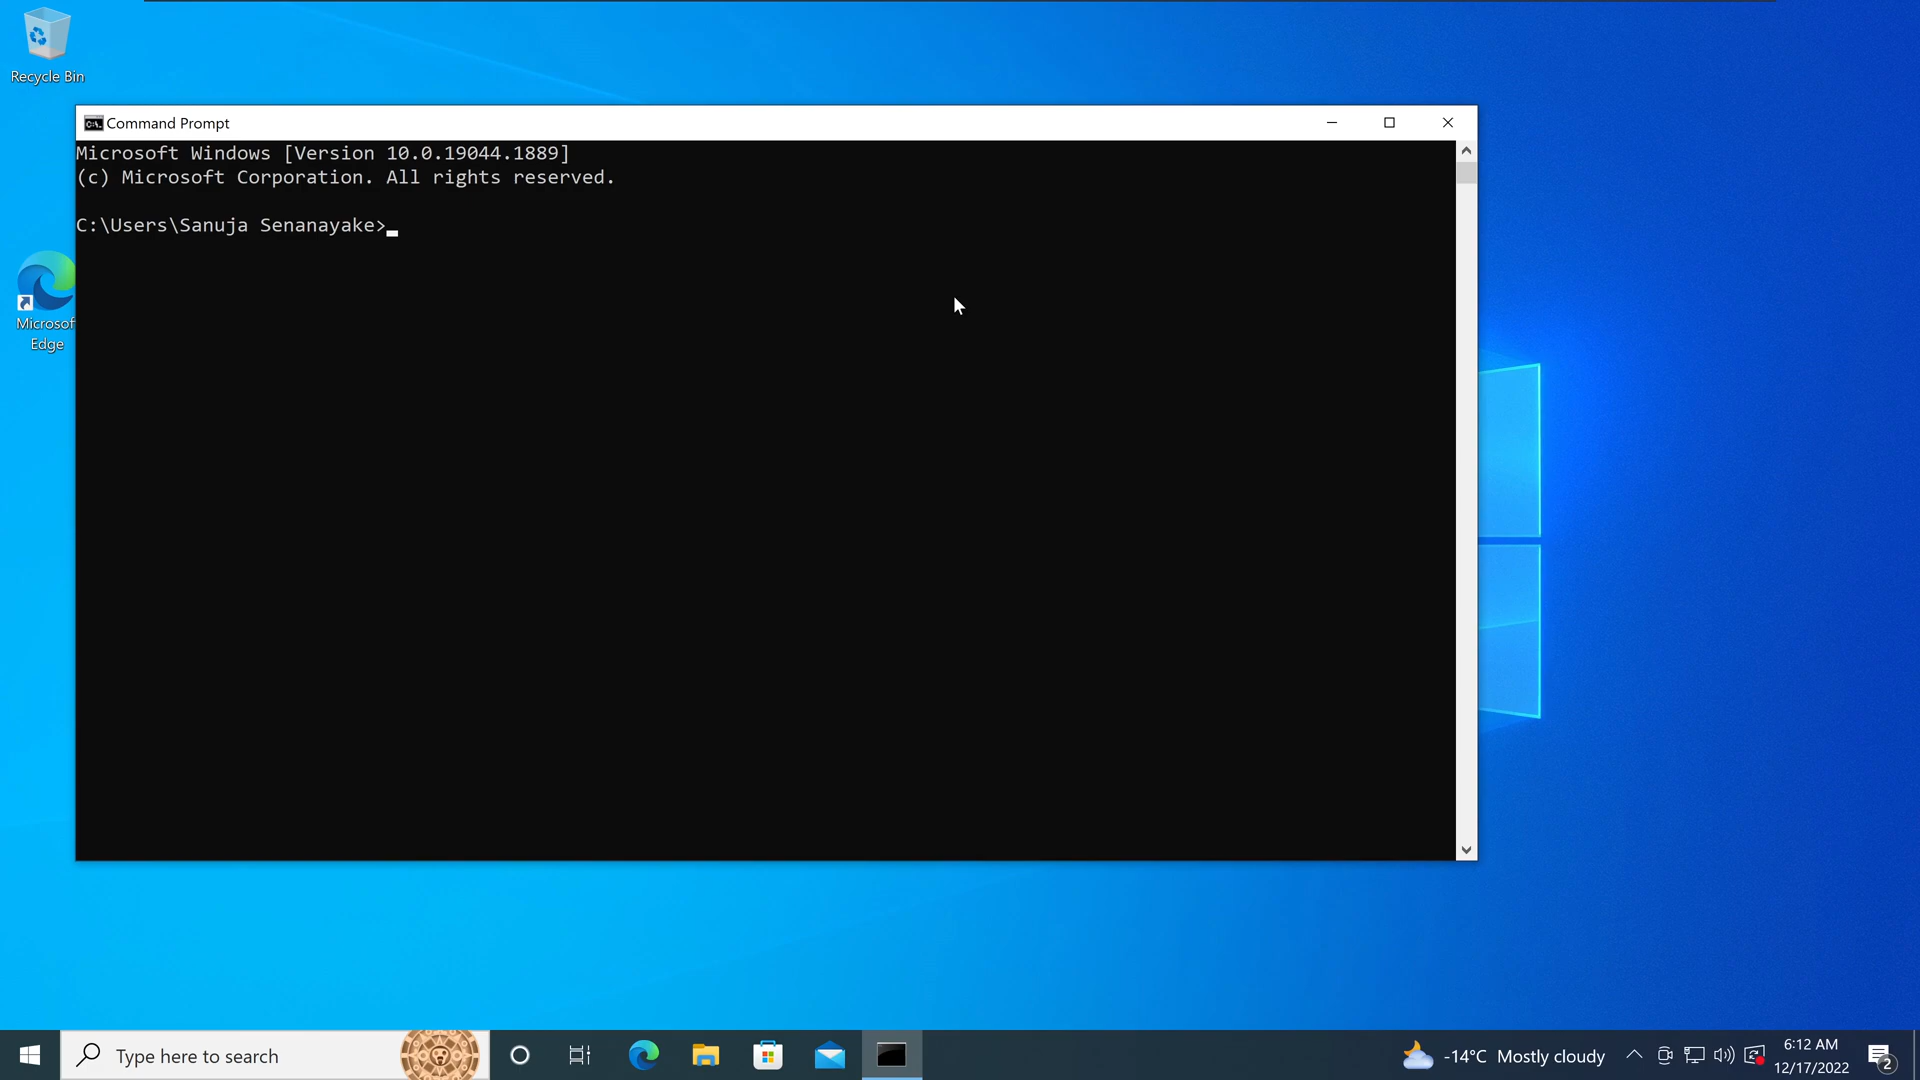 Recycle Bin
Command Prompt
Microsoft Windows [Version 10.0.19044.1889]
(c) Microsoft Corporation. All rights reserved.
C:\Users\Sanuja Senanayake>
Microsof
Edge
Type here to search
-14°C Mostly cloudy
6:12 AM
12/17/2022
2